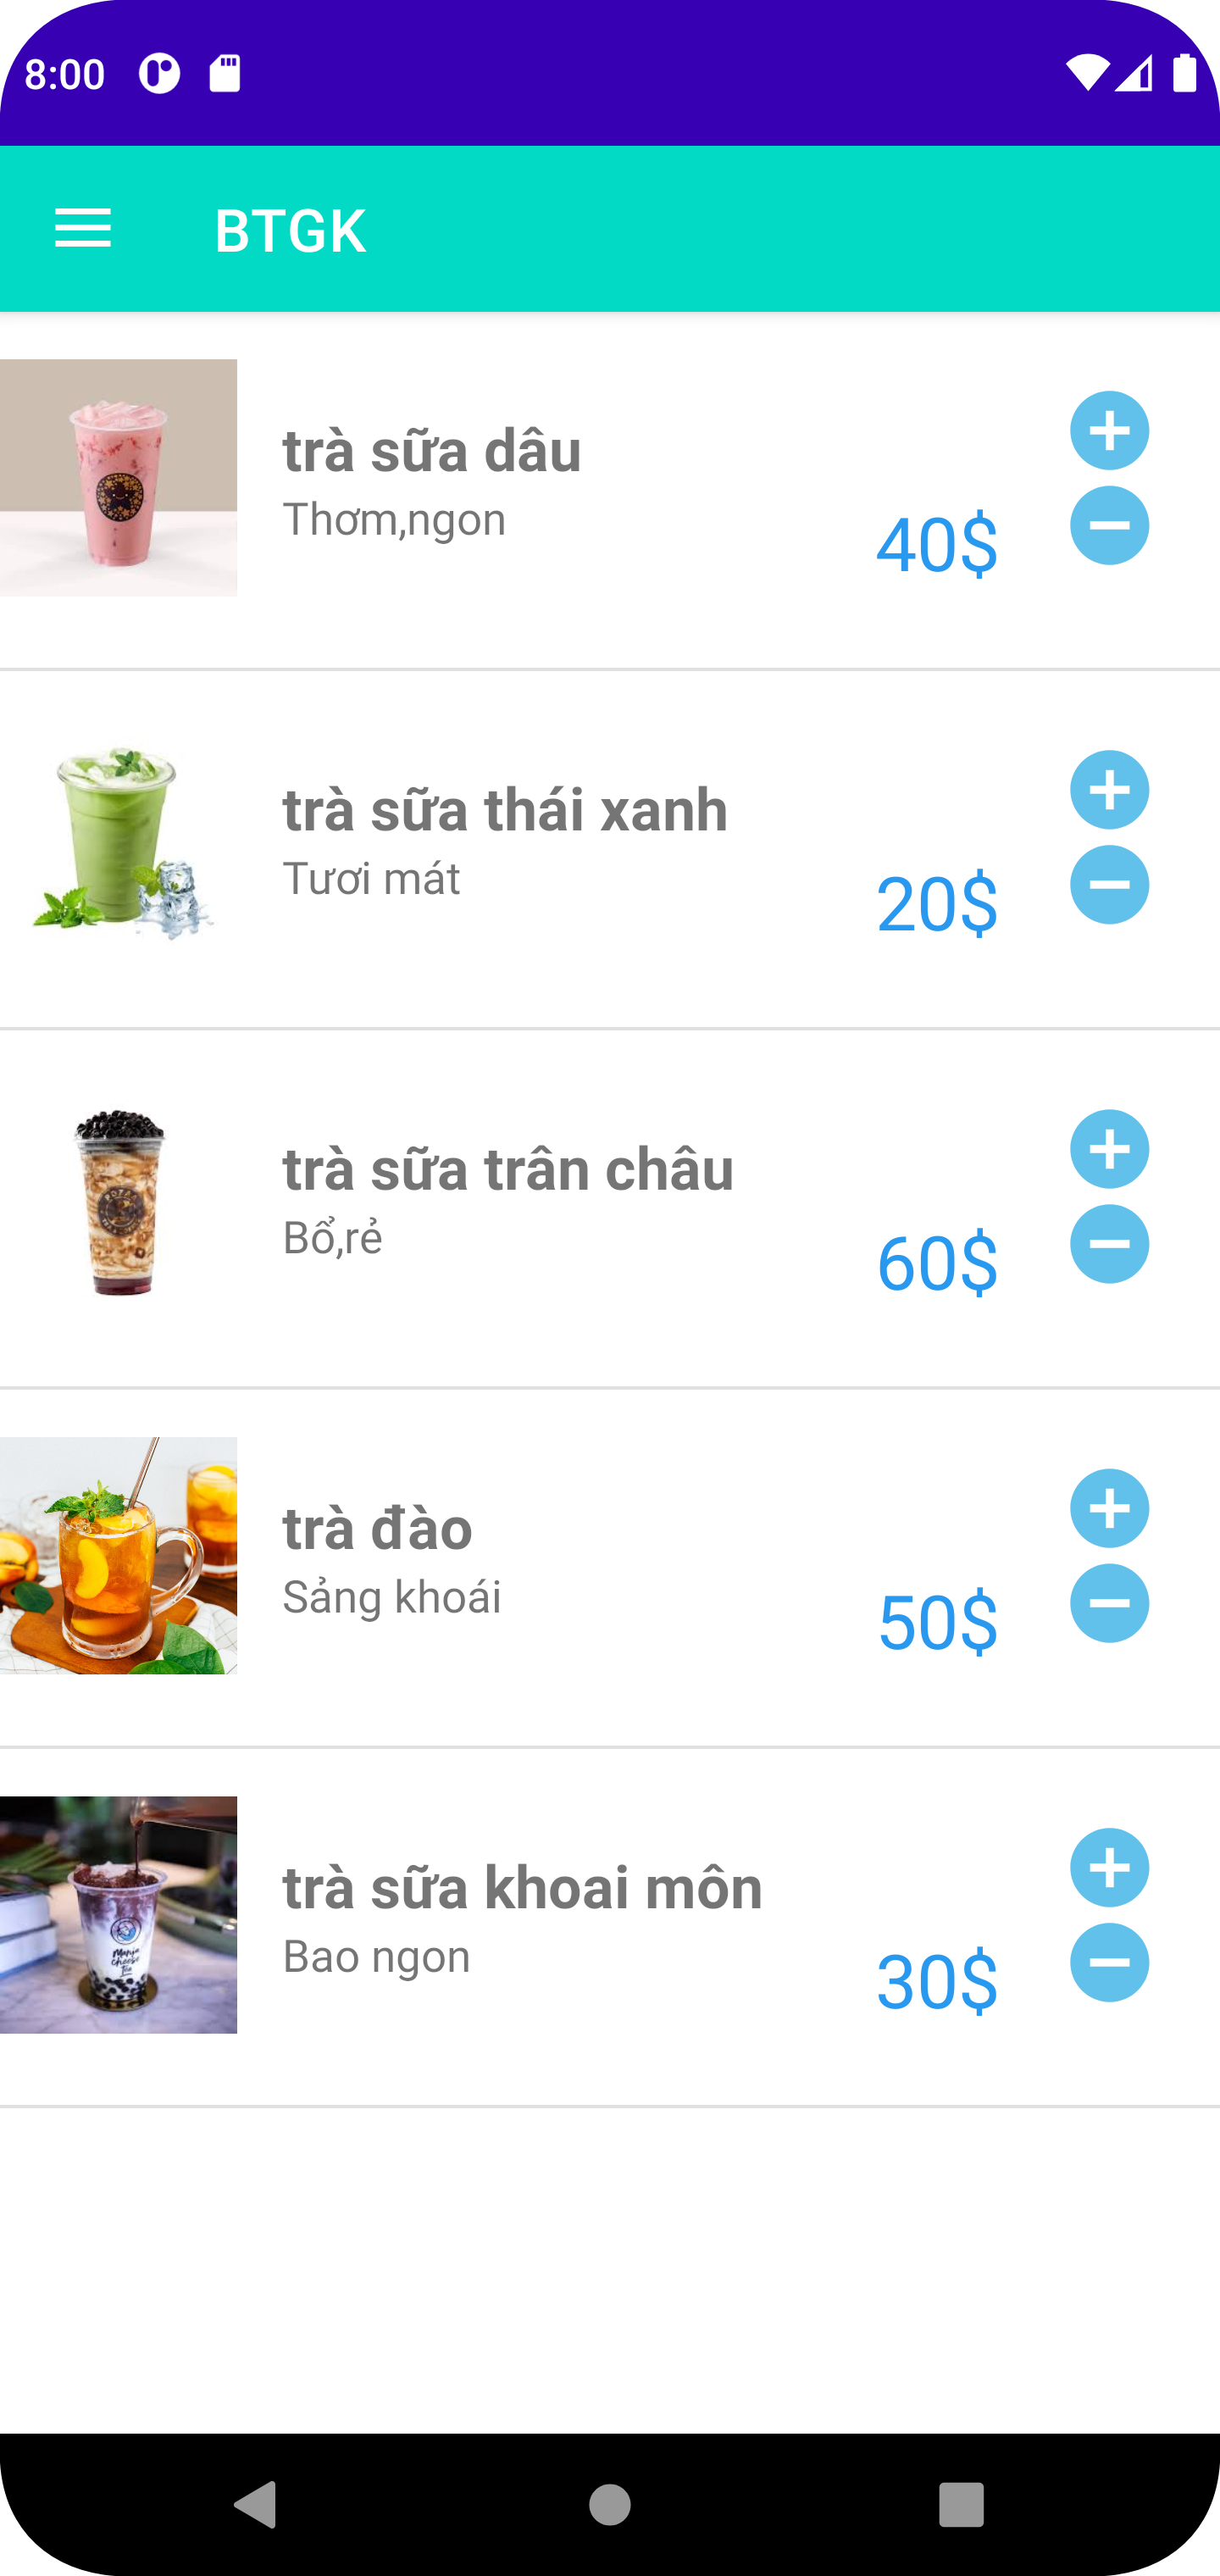 8:00
BTGK
trà sữa dâu
Thơm,ngon
40$
trà sữa thái xanh
Tươi mát
20$
trà sữa trân châu
Bổ,rẻ
60$
trà đào
Sảng khoái
50$
trà sữa khoai môn
Bao ngon
30$